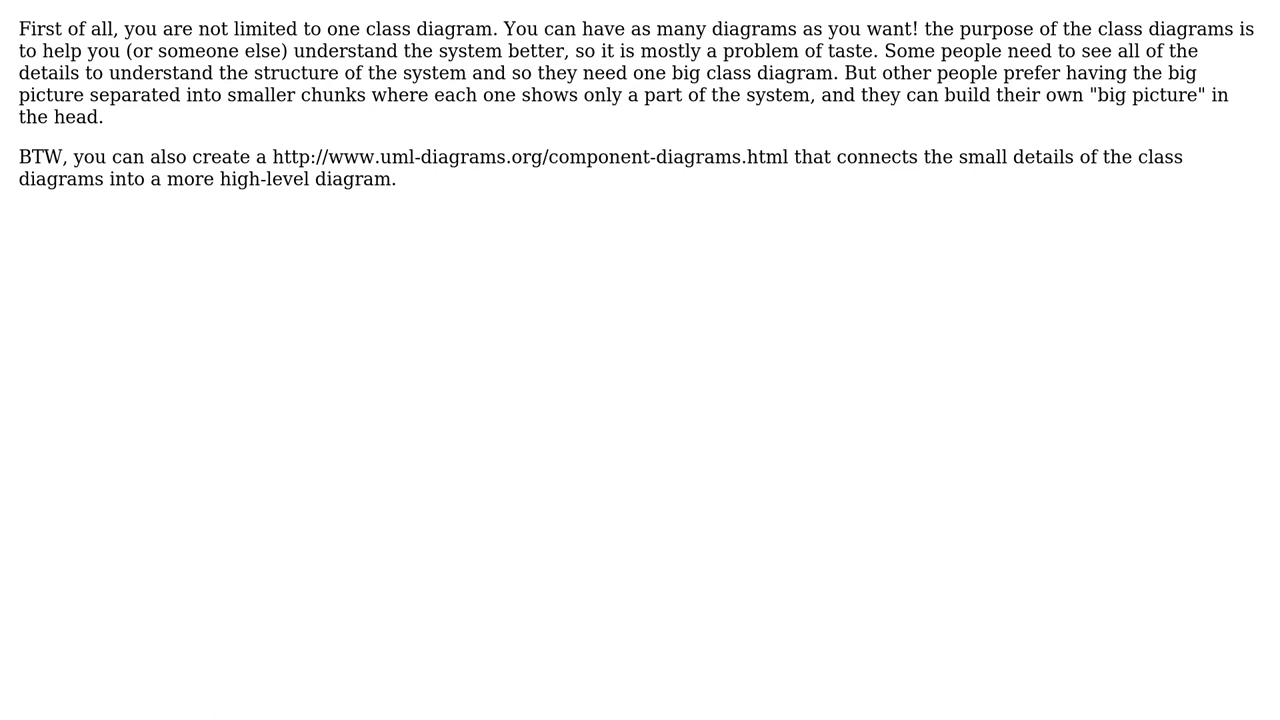 First of all, you are not limited to one class diagram. You can have as many diagrams as you want! the purpose of the class diagrams is
to help you (or someone else) understand the system better, so it is mostly a problem of taste. Some people need to see all of the
details to understand the structure of the system and so they need one big class diagram. But other people prefer having the big
picture separated into smaller chunks where each one shows only a part of the system, and they can build their own "big picture" in
the head.
BTW, you can also create a http://www.uml-diagrams.org/component-diagrams.html that connects the small details of the class
diagrams into a more high-level diagram.